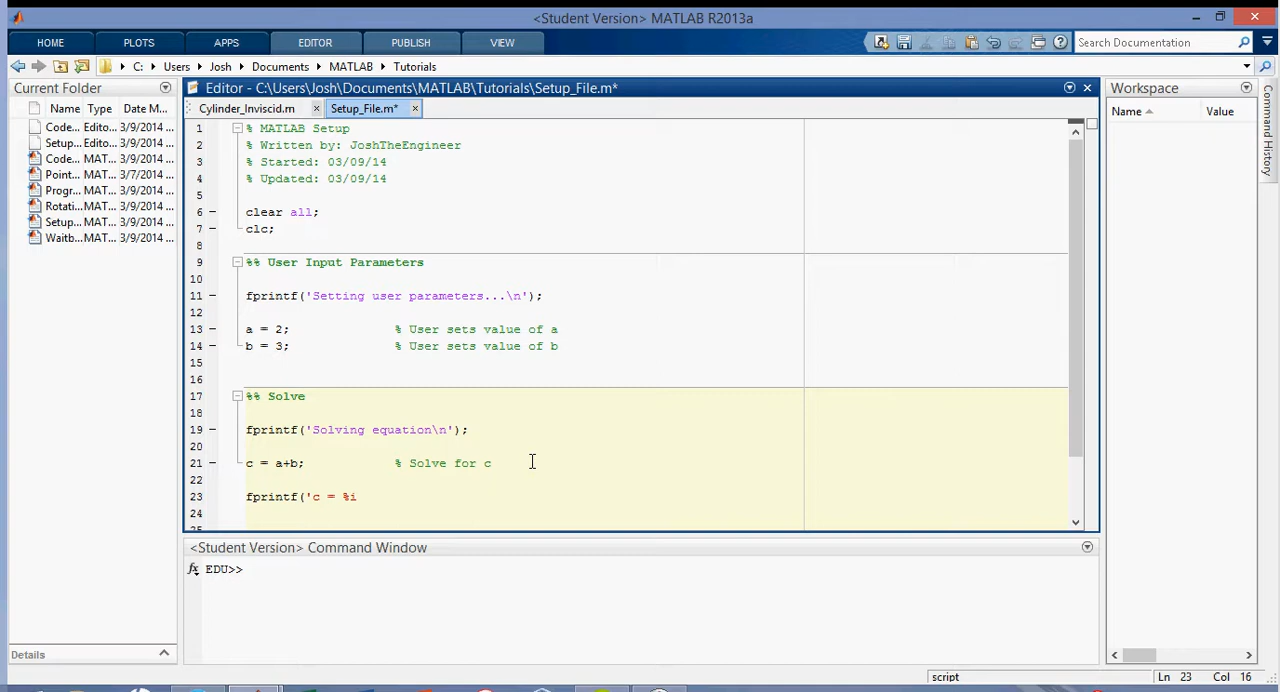 <Student Version> MATLAB R2013a
HOME PLOTS APPS EDITOR PUBLISH VIEW Search Documentation
C: Users Josh Documents MATLAB Tutorials
Current Folder
Name Type Date M...
Code... Edito... 3/9/2014 ...
Setup... Edito... 3/9/2014 ...
Code... MAT... 3/9/2014 ...
Point... MAT... 3/7/2014 ...
Progr... MAT... 3/9/2014 ...
Rotati... MAT... 3/9/2014 ...
Setup... MAT... 3/9/2014 ...
Waitb... MAT... 3/9/2014 ...
Details
Editor - C:\Users\Josh\Documents\MATLAB\Tutorials\Setup_File.m*
Cylinder_Inviscid.m Setup_File.m*
1 % MATLAB Setup
2 % Written by: JoshTheEngineer
3 % Started: 03/09/14
4 % Updated: 03/09/14
5
6 clear all;
7 clc;
8
9 %% User Input Parameters
10
11 fprintf('Setting user parameters...\n');
12
13 a = 2; % User sets value of a
14 b = 3; % User sets value of b
15
16
17 %% Solve
18
19 fprintf('Solving equation\n');
20
21 c = a+b; % Solve for c
22
23 fprintf('c = %i
24
25
<Student Version> Command Window
fx EDU>>
Workspace
Name Value
Command History
script Ln 23 Col 16